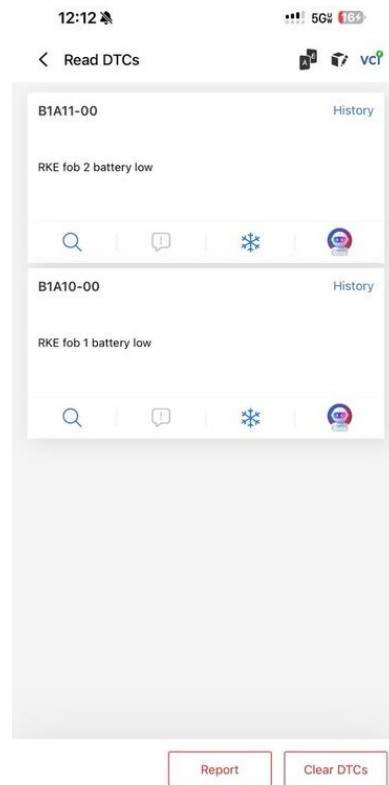 12:12
5G
16
Read DTCs
vci
B1A11-00
History
RKE fob 2 battery low
B1A10-00
History
RKE fob 1 battery low
Report
Clear DTCs